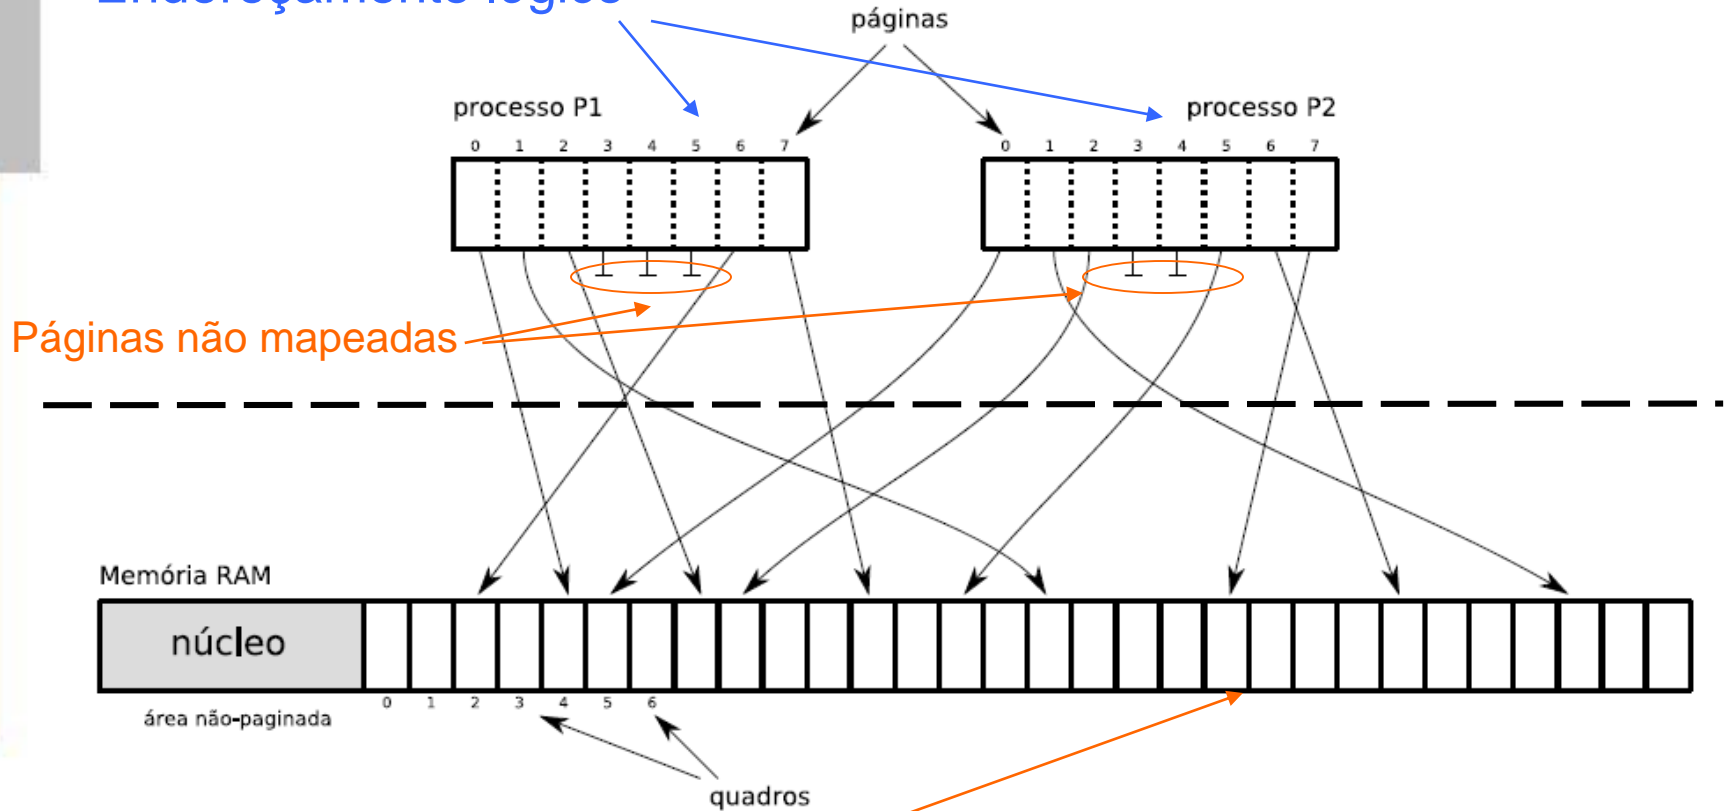 Endereçamento lógico
páginas
processo P1
processo P2
0 1 2 3 4 5 6 7
0 1 2 3 4 5 6 7
Páginas não mapeadas
Memória RAM
núcleo
0 1 2 3 4 5 6
área não-paginada
quadros